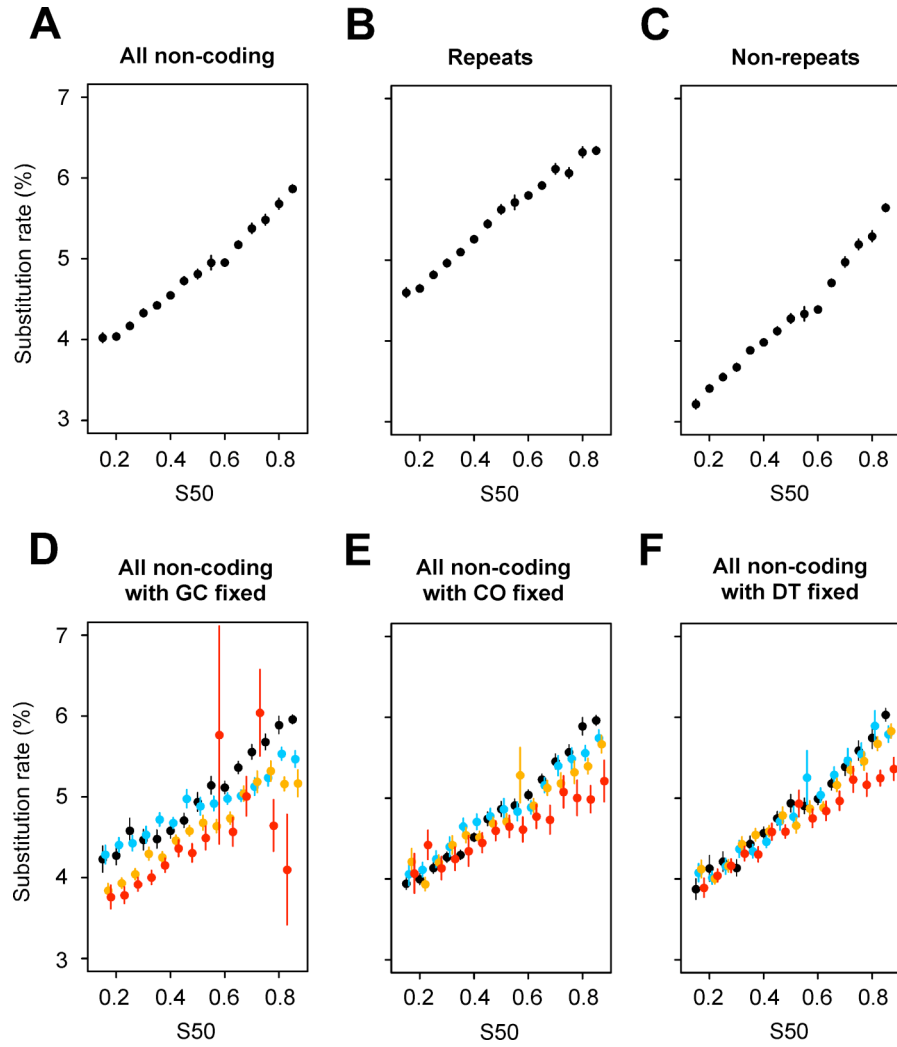 A
All non-coding
B
Repeats
C
Non-repeats
Substitution rate (%)
7
6
5
4
3
0.2 0.4 0.6 0.8
S50
0.2 0.4 0.6 0.8
S50
0.2 0.4 0.6 0.8
S50
D
All non-coding
with GC fixed
E
All non-coding
with CO fixed
F
All non-coding
with DT fixed
Substitution rate (%)
7
6
5
4
3
0.2 0.4 0.6 0.8
S50
0.2 0.4 0.6 0.8
S50
0.2 0.4 0.6 0.8
S50